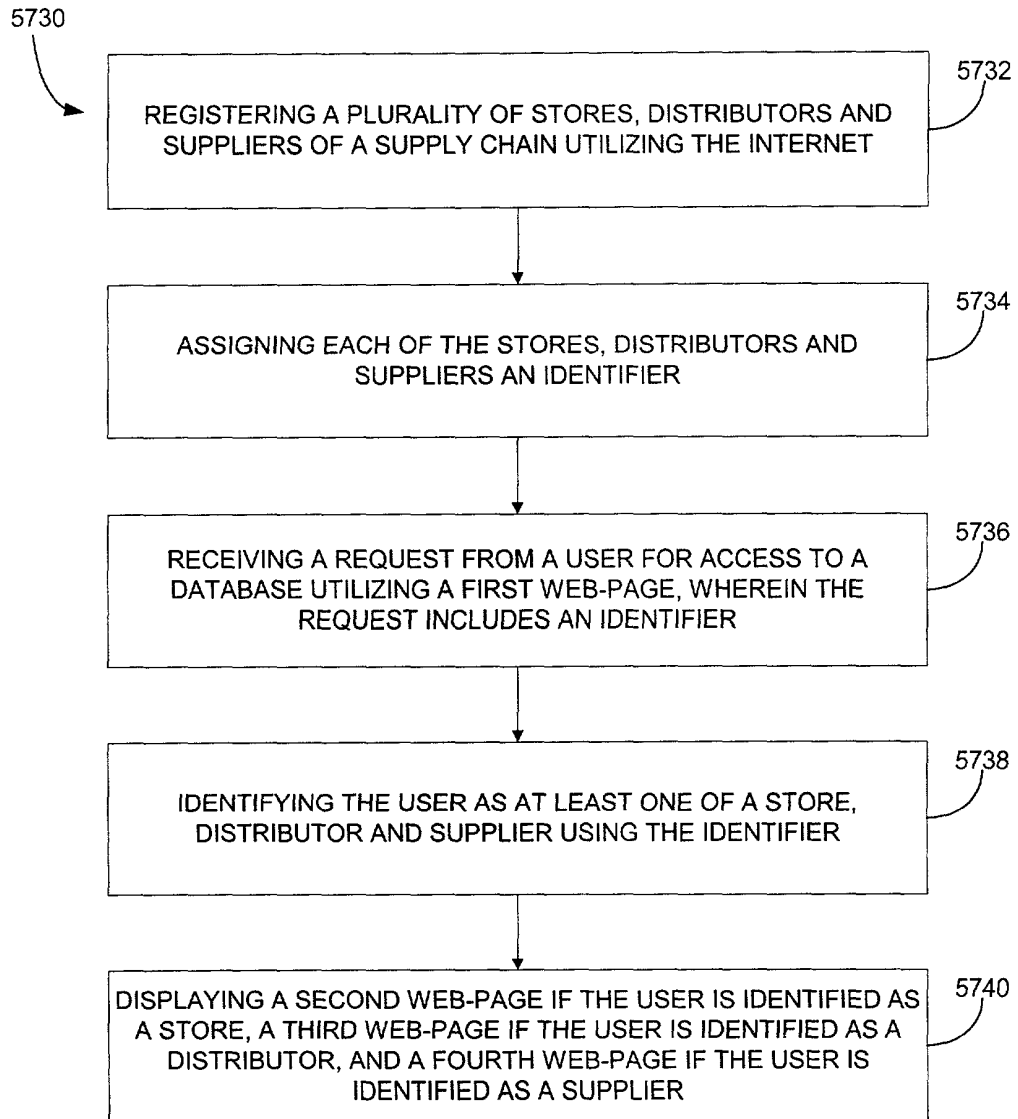 5730
5732
REGISTERING A PLURALITY OF STORES, DISTRIBUTORS AND
SUPPLIERS OF A SUPPLY CHAIN UTILIZING THE INTERNET
5734
ASSIGNING EACH OF THE STORES, DISTRIBUTORS AND
SUPPLIERS AN IDENTIFIER
5736
RECEIVING A REQUEST FROM A USER FOR ACCESS TO A
DATABASE UTILIZING A FIRST WEB-PAGE, WHEREIN THE
REQUEST INCLUDES AN IDENTIFIER
5738
IDENTIFYING THE USER AS AT LEAST ONE OF A STORE,
DISTRIBUTOR AND SUPPLIER USING THE IDENTIFIER
5740
DISPLAYING A SECOND WEB-PAGE IF THE USER IS IDENTIFIED AS
A STORE, A THIRD WEB-PAGE IF THE USER IS IDENTIFIED AS A
DISTRIBUTOR, AND A FOURTH WEB-PAGE IF THE USER IS
IDENTIFIED AS A SUPPLIER